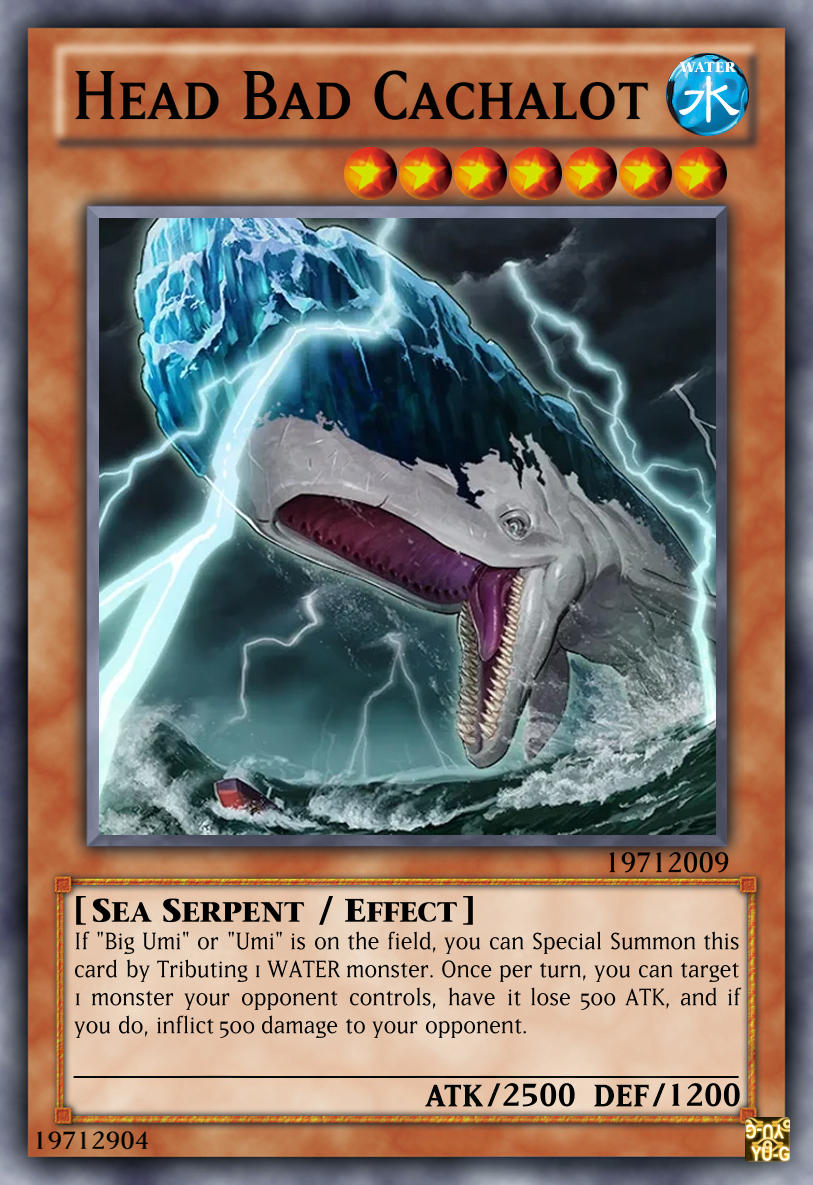 HEAD BAD CACHALOT
WATER
水
19712009
[ SEA SERPENT / EFFECT ]
If "Big Umi" or "Umi" is on the field, you can Special Summon this
card by Tributing 1 WATER monster. Once per turn, you can target
1 monster your opponent controls, have it lose 500 ATK, and if
you do, inflict 500 damage to your opponent.
ATK/2500 DEF/1200
19712904
YU-G